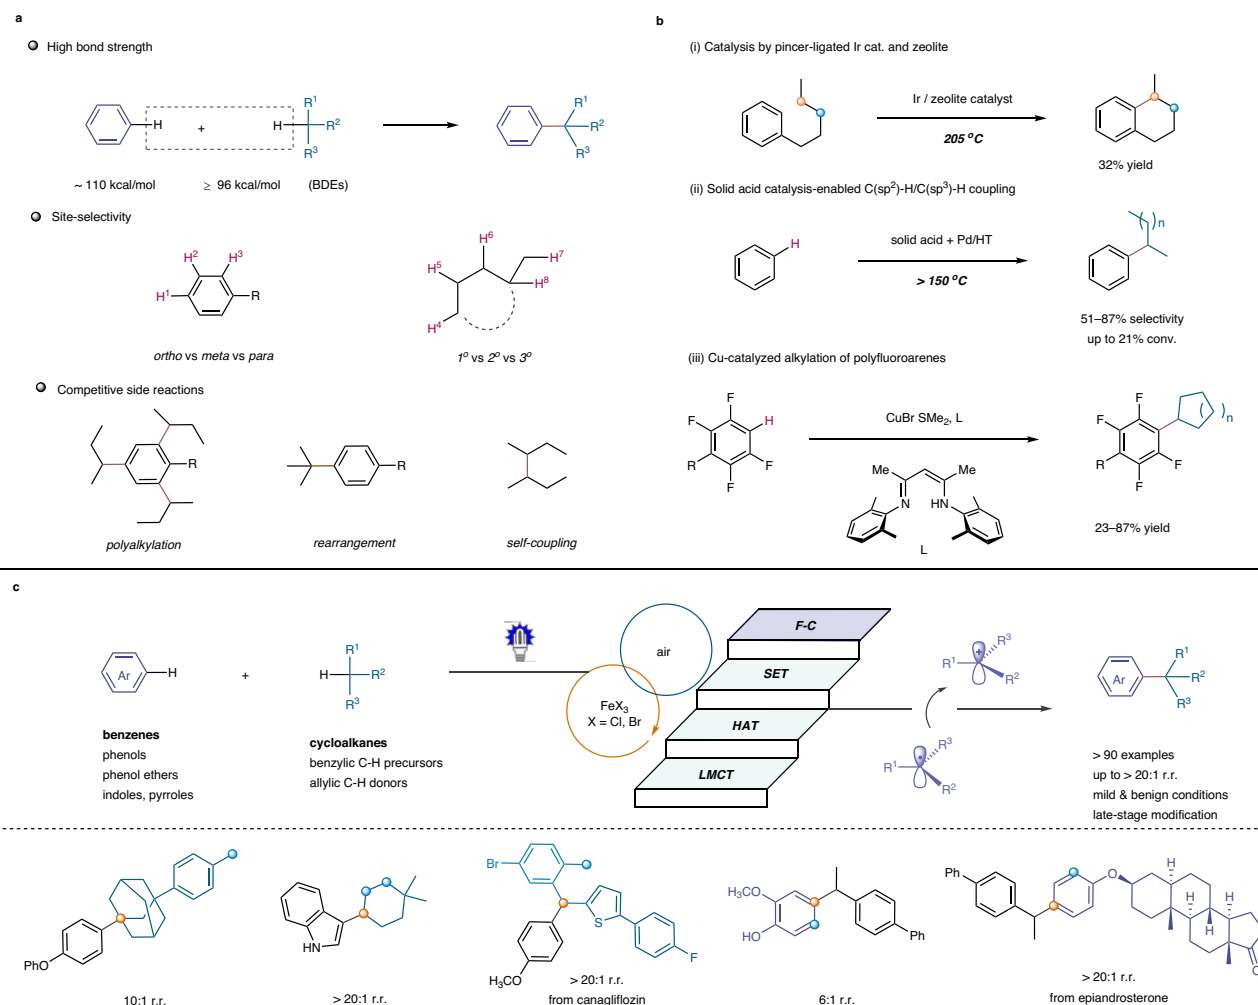 a
High bond strength
H
+
H
R1
R2
R3
R1
R2
R3
~ 110 kcal/mol
≥ 96 kcal/mol
(BDEs)
Site-selectivity
H2
H3
H1
R
ortho vs meta vs para
H6
H5
H7
H8
H4
1o vs 2o vs 3o
Competitive side reactions
R
polyalkylation
R
rearrangement
self-coupling
b
(i) Catalysis by pincer-ligated Ir cat. and zeolite
Ir / zeolite catalyst
205 oC
32% yield
(ii) Solid acid catalysis-enabled C(sp2)-H/C(sp3)-H coupling
H
solid acid + Pd/HT
> 150 oC
n
51–87% selectivity
up to 21% conv.
(iii) Cu-catalyzed alkylation of polyfluoroarenes
F
F
H
R
F
F
CuBr SMe2, L
Me
Me
N
HN
L
F
F
n
R
F
F
23–87% yield
c
Ar
H
+
H
R1
R2
R3
benzenes
phenols
phenol ethers
indoles, pyrroles
cycloalkanes
benzylic C-H precursors
allylic C-H donors
air
FeX3
X = Cl, Br
F-C
SET
HAT
LMCT
R1
+
R3
R2
R1
R3
R2
Ar
R1
R2
R3
> 90 examples
up to > 20:1 r.r.
mild & benign conditions
late-stage modification
PhO
10:1 r.r.
HN
> 20:1 r.r.
Br
S
F
H3CO
> 20:1 r.r.
from canagliflozin
H3CO
HO
Ph
6:1 r.r.
Ph
O
H
H
H
H
O
> 20:1 r.r.
from epiandrosterone